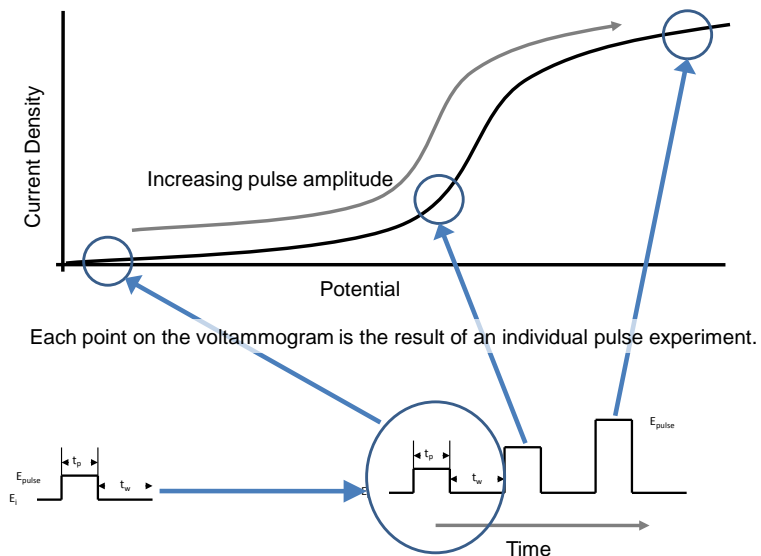 Current Density
Increasing pulse amplitude
Potential
Each point on the voltammogram is the result of an individual pulse experiment.
tp
Epulse
tw
Ei
tp
Epulse
tw
E
Time